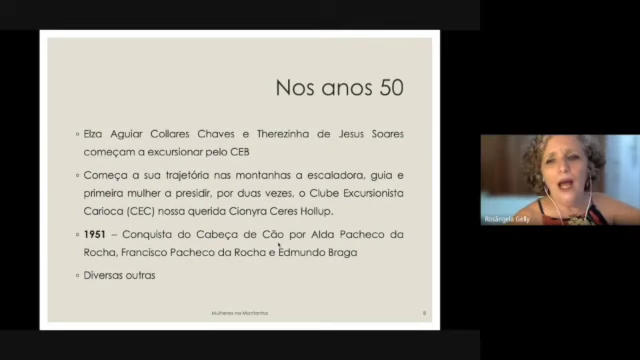 Nos anos 50
Elza Aguiar Collares Chaves e Therezinha de Jesus Soares
começam a excursionar pelo CEB
Começa a sua trajetória nas montanhas a escaladora, guia e
primeira mulher a presidir, por duas vezes, o Clube Excursionista
Carioca (CEC) nossa querida Cionyra Ceres Hollup.
1951 – Conquista do Cabeça de Cão por Alda Pacheco da
Rocha, Francisco Pacheco da Rocha e Edmundo Braga
Diversas outras
Mulheres na Montanha
8
Rosângela Gelly